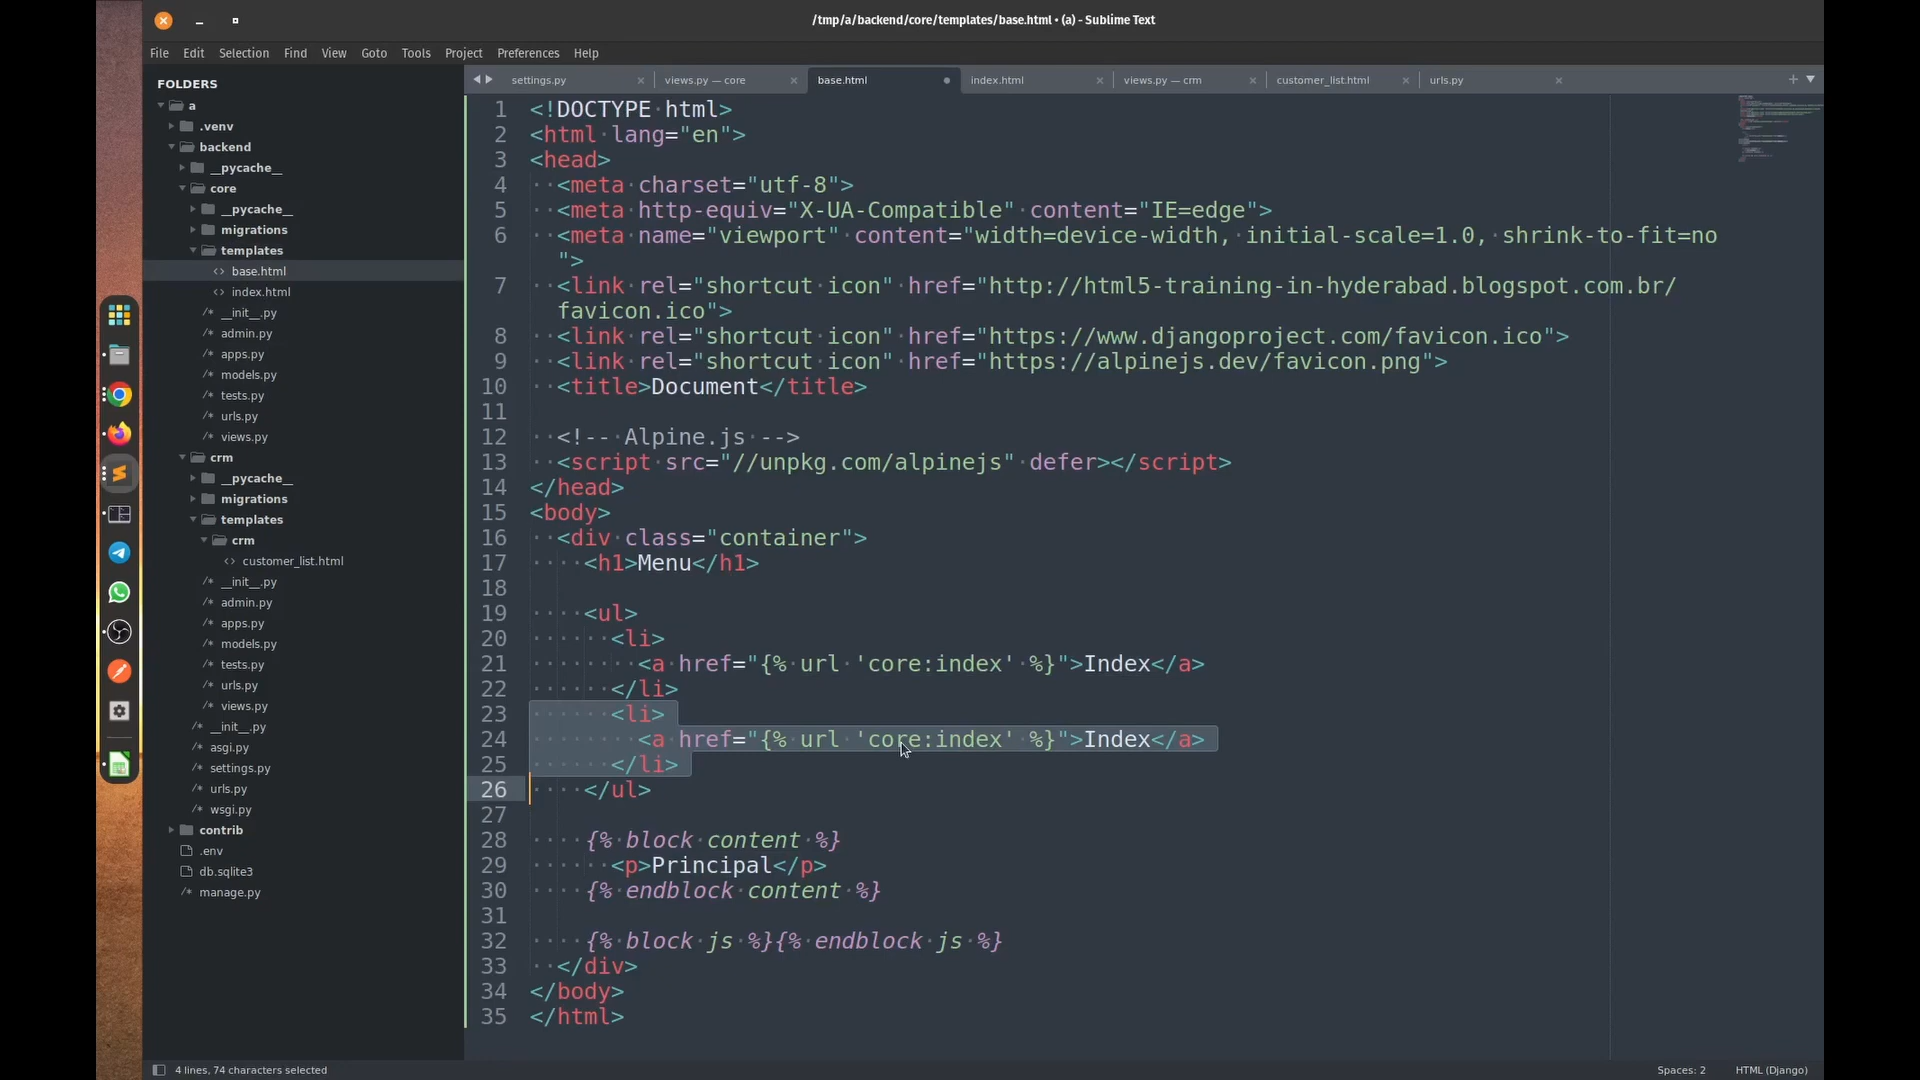 /tmp/a/backend/core/templates/base.html • (a) - Sublime Text
File Edit Selection Find View Goto Tools Project Preferences Help
FOLDERS
a
.venv
backend
__pycache__
core
__pycache__
migrations
templates
base.html
index.html
__init__.py
admin.py
apps.py
models.py
tests.py
urls.py
views.py
crm
__pycache__
migrations
templates
crm
customer_list.html
__init__.py
admin.py
apps.py
models.py
tests.py
urls.py
views.py
__init__.py
asgi.py
settings.py
urls.py
wsgi.py
contrib
.env
db.sqlite3
manage.py
settings.py views.py — core base.html index.html views.py — crm customer_list.html urls.py
1 <!DOCTYPE html>
2 <html lang="en">
3 <head>
4 <meta charset="utf-8">
5 <meta http-equiv="X-UA-Compatible" content="IE=edge">
6 <meta name="viewport" content="width=device-width, initial-scale=1.0, shrink-to-fit=no
">
7 <link rel="shortcut icon" href="http://html5-training-in-hyderabad.blogspot.com.br/
favicon.ico">
8 <link rel="shortcut icon" href="https://www.djangoproject.com/favicon.ico">
9 <link rel="shortcut icon" href="https://alpinejs.dev/favicon.png">
10 <title>Document</title>
11
12 <!-- Alpine.js -->
13 <script src="//unpkg.com/alpinejs" defer></script>
14 </head>
15 <body>
16 <div class="container">
17 <h1>Menu</h1>
18
19 <ul>
20 <li>
21 <a href="{% url 'core:index' %}">Index</a>
22 </li>
23 <li>
24 <a href="{% url 'core:index' %}">Index</a>
25 </li>
26 </ul>
27
28 {% block content %}
29 <p>Principal</p>
30 {% endblock content %}
31
32 {% block js %}{% endblock js %}
33 </div>
34 </body>
35 </html>
4 lines, 74 characters selected
Spaces: 2 HTML (Django)